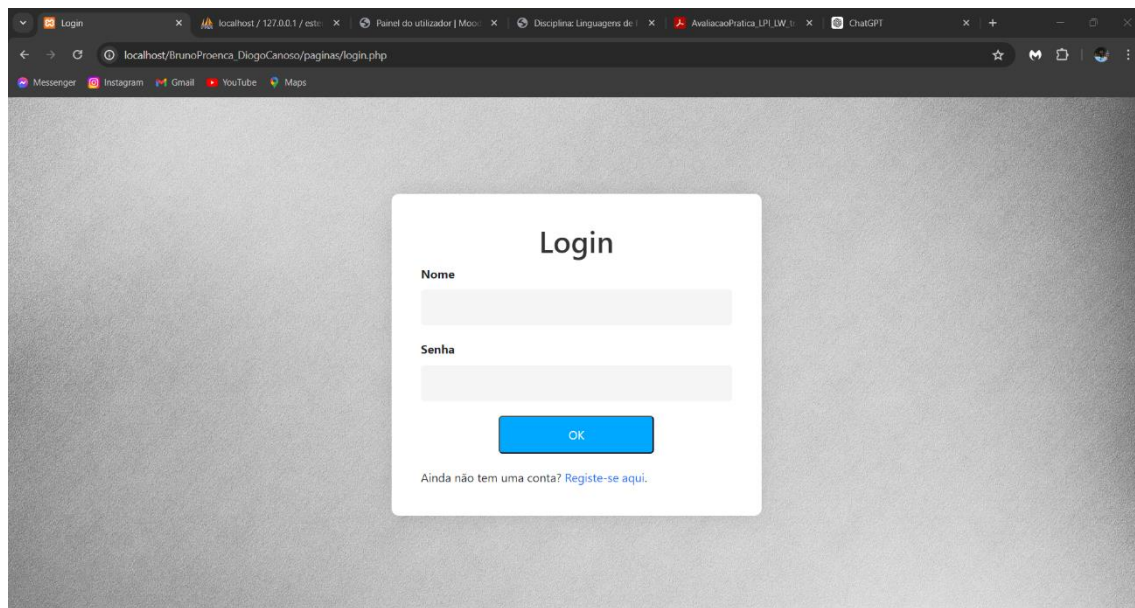 Login
localhost / 127.0.0.1 / este
Painel do utilizador | Mood
Disciplina: Linguagens de I
AvaliacaoPratica_LPI_LW_t
ChatGPT
localhost/BrunoProenca_DiogoCanoso/paginas/login.php
Messenger Instagram Gmail YouTube Maps
Login
Nome
Senha
OK
Ainda não tem uma conta? Registe-se aqui.